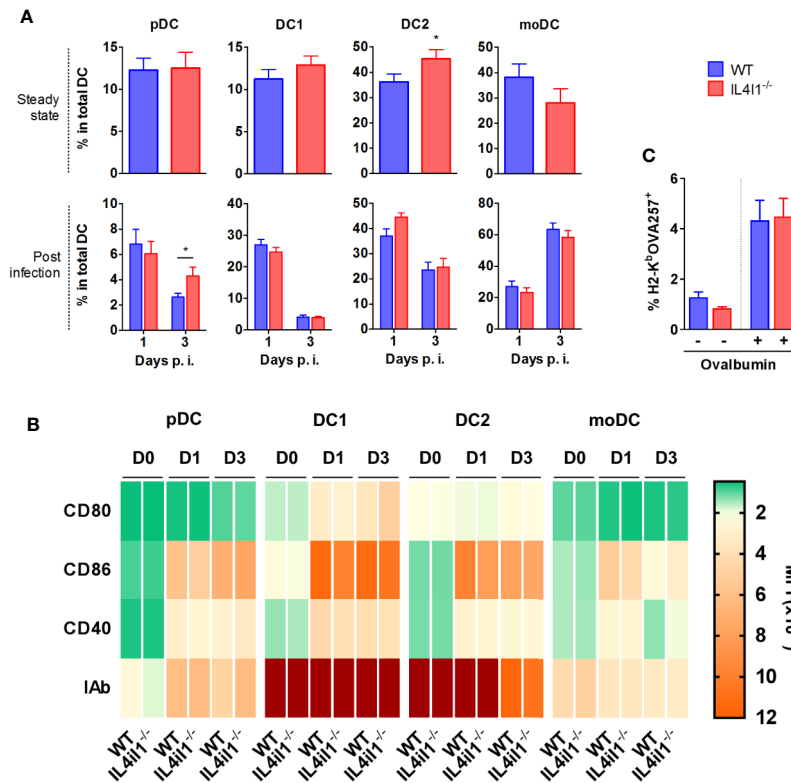 A
pDC
DC1
DC2
moDC
Steady
state
% in total DC
15
10
5
0
15
10
5
0
50
40
30
20
10
0
*
50
40
30
20
10
0
WT
IL4I1-/-
Post
infection
% in total DC
10
8
6
4
2
0
*
1
3
Days p. i.
40
30
20
10
0
1
3
Days p. i.
50
40
30
20
10
0
1
3
Days p. i.
80
60
40
20
0
1
3
Days p. i.
C
% H2-KbOVA257+
6
4
2
0
- - + +
Ovalbumin
B
pDC
DC1
DC2
moDC
D0 D1 D3 D0 D1 D3 D0 D1 D3 D0 D1 D3
CD80
CD86
CD40
IAb
WT IL4i1-/- WT IL4i1-/- WT IL4i1-/- WT IL4i1-/- WT IL4i1-/- WT IL4i1-/- WT IL4i1-/- WT IL4i1-/- WT IL4i1-/- WT IL4i1-/- WT IL4i1-/- WT IL4i1-/-
2
4
6
8
10
12